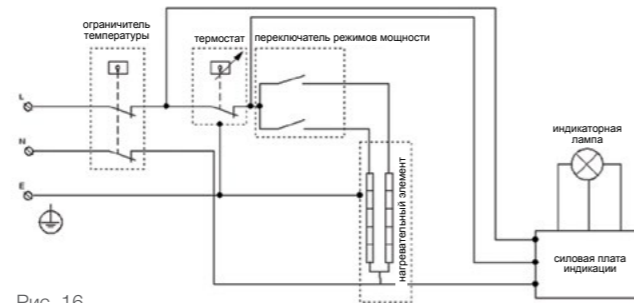 ограничитель
температуры
термостат
переключатель режимов мощности
L
N
E
нагревательный элемент
индикаторная
лампа
силовая плата
индикации
Рис. 16